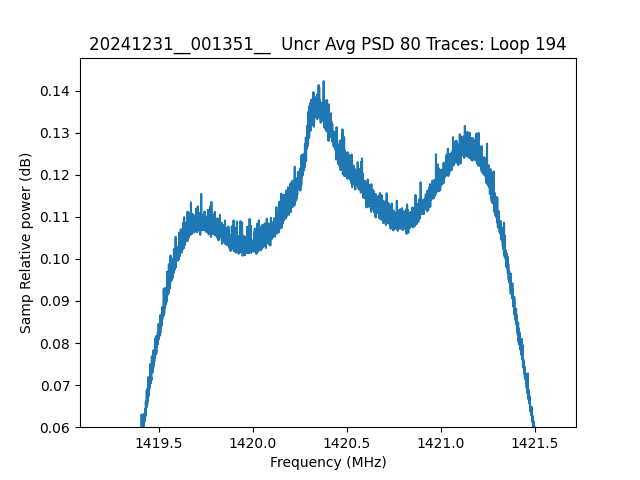 20241231__001351__  Uncr Avg PSD 80 Traces: Loop 194
Samp Relative power (dB)
0.14
0.13
0.12
0.11
0.10
0.09
0.08
0.07
0.06
1419.5 1420.0 1420.5 1421.0 1421.5
Frequency (MHz)